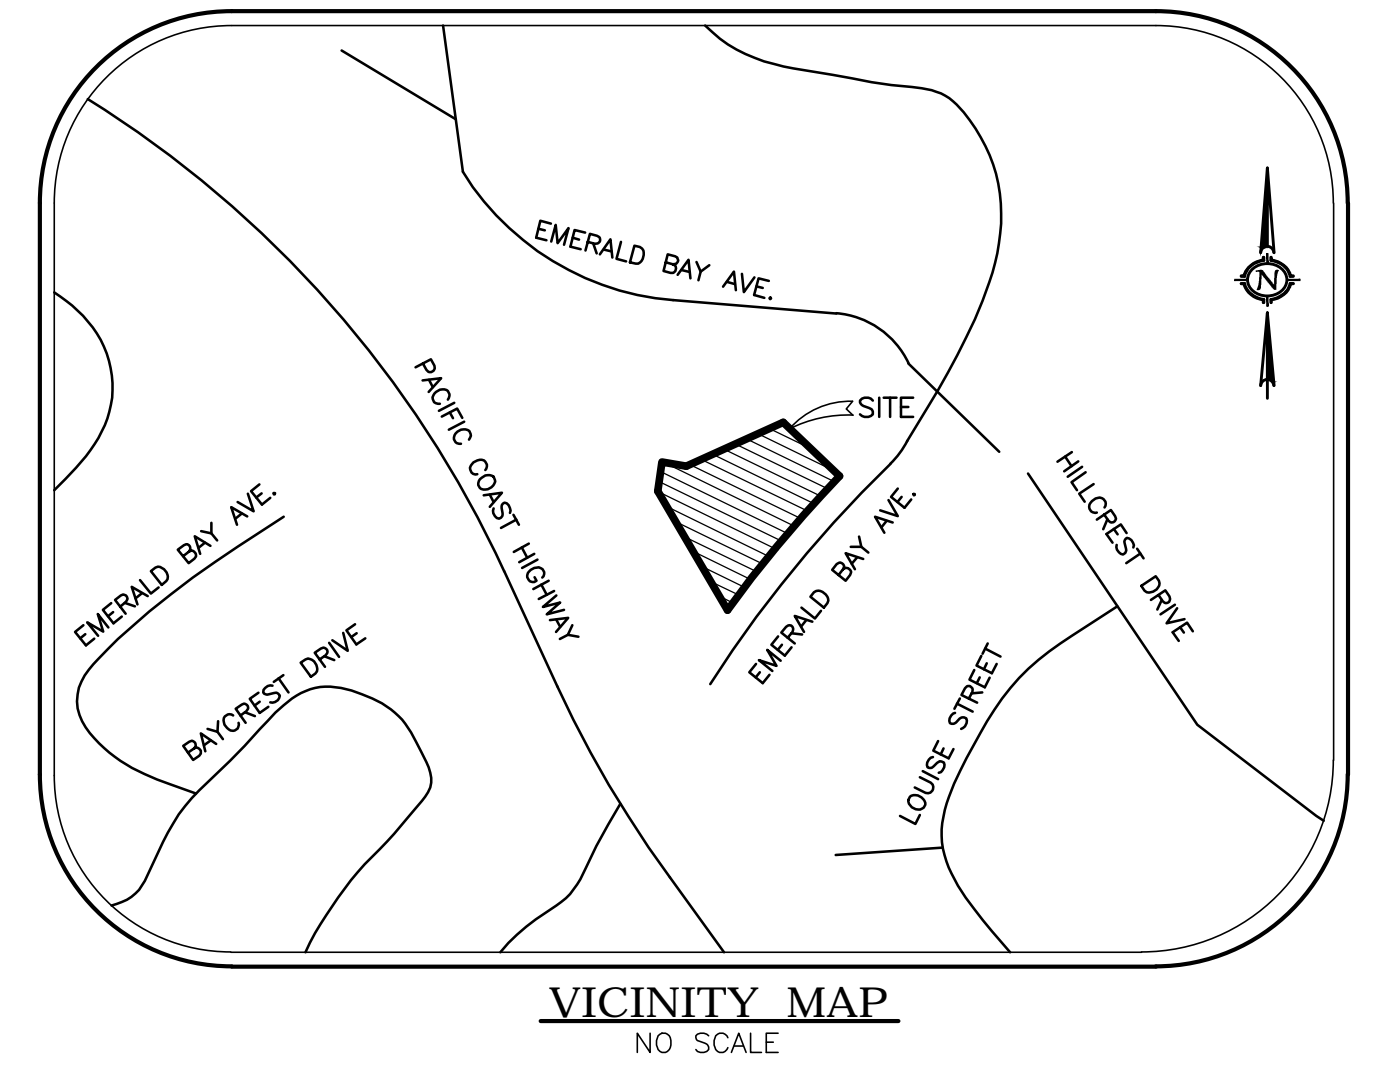 EMERALD BAY AVE.
N
PACIFIC COAST HIGHWAY
SITE
HILLCREST DRIVE
EMERALD BAY AVE.
EMERALD BAY AVE.
BAYCREST DRIVE
LOUISE STREET
VICINITY MAP
NO SCALE